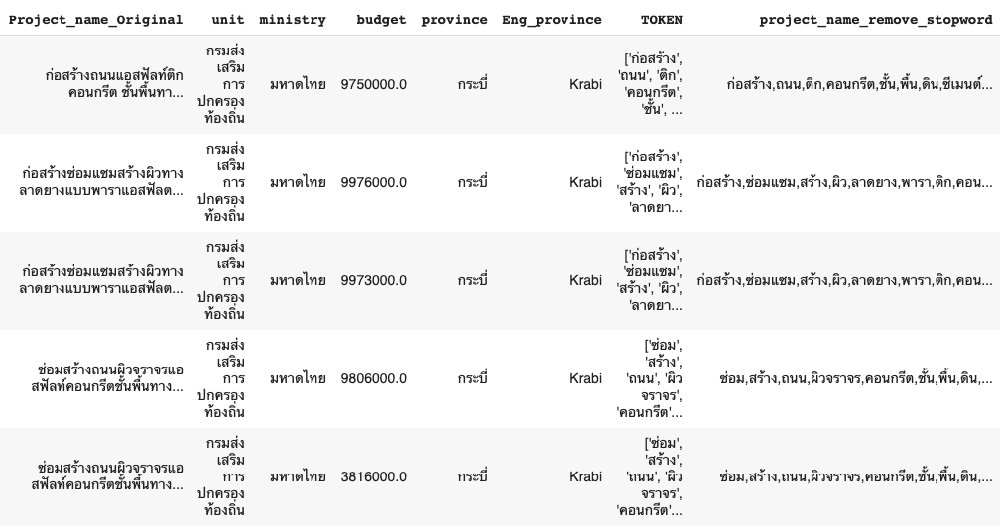 Project_name_Original unit ministry budget province Eng_province TOKEN project_name_remove_stopword
กรมส่ง
เสริม
การ
ปกครอง
ท้องถิ่น
ก่อสร้างถนนแอสฟัลท์ติก
คอนกรีต ชั้นพื้นทา...
มหาดไทย 9750000.0 กระบี่ Krabi
['ก่อสร้าง',
'ถนน', 'ติก',
'คอนกรีต',
'ชั้น', ...
ก่อสร้าง,ถนน,ติก,คอนกรีต,ชั้น,พื้น,ดิน,ซีเมนต์...
ก่อสร้างซ่อมแซมสร้างผิวทาง
ลาดยางแบบพาราแอสฟัลต...
กรมส่ง
เสริม
การ
ปกครอง
ท้องถิ่น
มหาดไทย 9976000.0 กระบี่ Krabi
['ก่อสร้าง',
'ซ่อมแซม',
'สร้าง', 'ผิว',
'ลาดยา...
ก่อสร้าง,ซ่อมแซม,สร้าง,ผิว,ลาดยาง,พารา,ติก,คอน...
ก่อสร้างซ่อมแซมสร้างผิวทาง
ลาดยางแบบพาราแอสฟัลต...
กรมส่ง
เสริม
การ
ปกครอง
ท้องถิ่น
มหาดไทย 9973000.0 กระบี่ Krabi
['ก่อสร้าง',
'ซ่อมแซม',
'สร้าง', 'ผิว',
'ลาดยา...
ก่อสร้าง,ซ่อมแซม,สร้าง,ผิว,ลาดยาง,พารา,ติก,คอน...
ซ่อมสร้างถนนผิวจราจรแอ
สฟัลท์คอนกรีตชั้นพื้นทาง...
กรมส่ง
เสริม
การ
ปกครอง
ท้องถิ่น
มหาดไทย 9806000.0 กระบี่ Krabi
['ซ่อม',
'สร้าง',
'ถนน', 'ผิว
จราจร',
'คอนกรีต'...
ซ่อม,สร้าง,ถนน,ผิวจราจร,คอนกรีต,ชั้น,พื้น,ดิน,...
ซ่อมสร้างถนนผิวจราจรแอ
สฟัลท์คอนกรีตชั้นพื้นทาง...
กรมส่ง
เสริม
การ
ปกครอง
ท้องถิ่น
มหาดไทย 3816000.0 กระบี่ Krabi
['ซ่อม',
'สร้าง',
'ถนน', 'ผิว
จราจร',
'คอนกรีต'...
ซ่อม,สร้าง,ถนน,ผิวจราจร,คอนกรีต,ชั้น,พื้น,ดิน,...